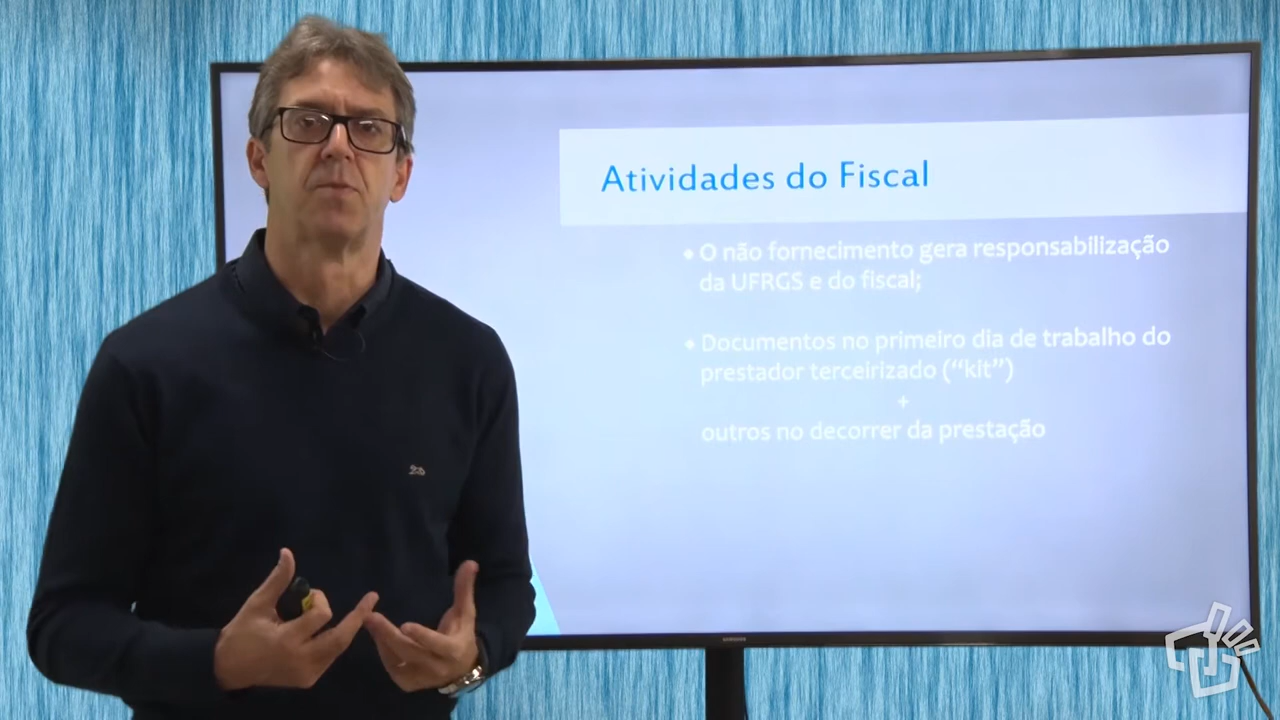 Atividades do Fiscal
• O não fornecimento gera responsabilização
da UFRGS e do fiscal;
• Documentos no primeiro dia de trabalho do
prestador terceirizado (“kit”)
+
outros no decorrer da prestação
SAMSUNG